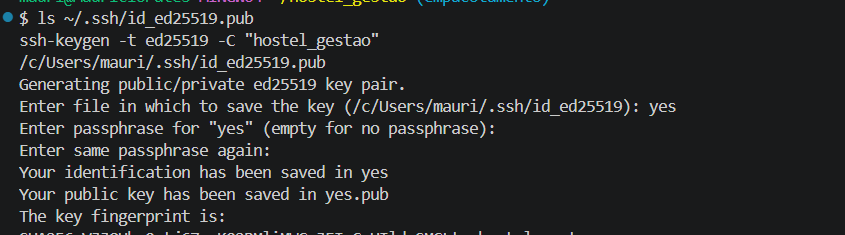 $ ls ~/.ssh/id_ed25519.pub
ssh-keygen -t ed25519 -C "hostel_gestao"
/c/Users/mauri/.ssh/id_ed25519.pub
Generating public/private ed25519 key pair.
Enter file in which to save the key (/c/Users/mauri/.ssh/id_ed25519): yes
Enter passphrase for "yes" (empty for no passphrase):
Enter same passphrase again:
Your identification has been saved in yes
Your public key has been saved in yes.pub
The key fingerprint is: